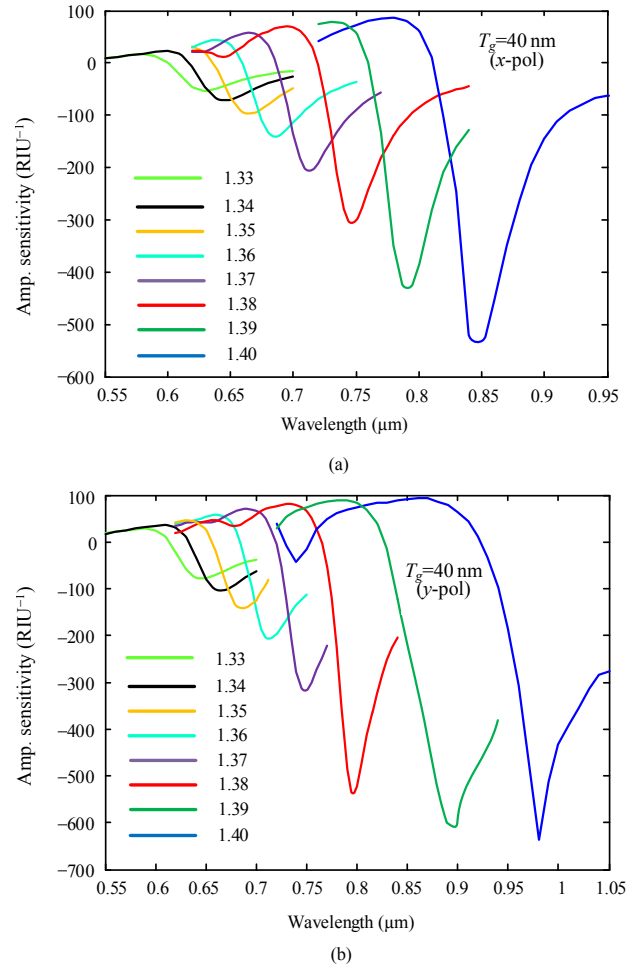 100
0
−100
−200
−300
−400
−500
−600
Amp. sensitivity (RIU⁻¹)
T_g=40 nm
(x-pol)
1.33
1.34
1.35
1.36
1.37
1.38
1.39
1.40
0.55 0.6 0.65 0.7 0.75 0.8 0.85 0.9 0.95
Wavelength (μm)
(a)
100
0
−100
−200
−300
−400
−500
−600
−700
Amp. sensitivity (RIU⁻¹)
T_g=40 nm
(y-pol)
1.33
1.34
1.35
1.36
1.37
1.38
1.39
1.40
0.55 0.6 0.65 0.7 0.75 0.8 0.85 0.9 0.95 1 1.05
Wavelength (μm)
(b)